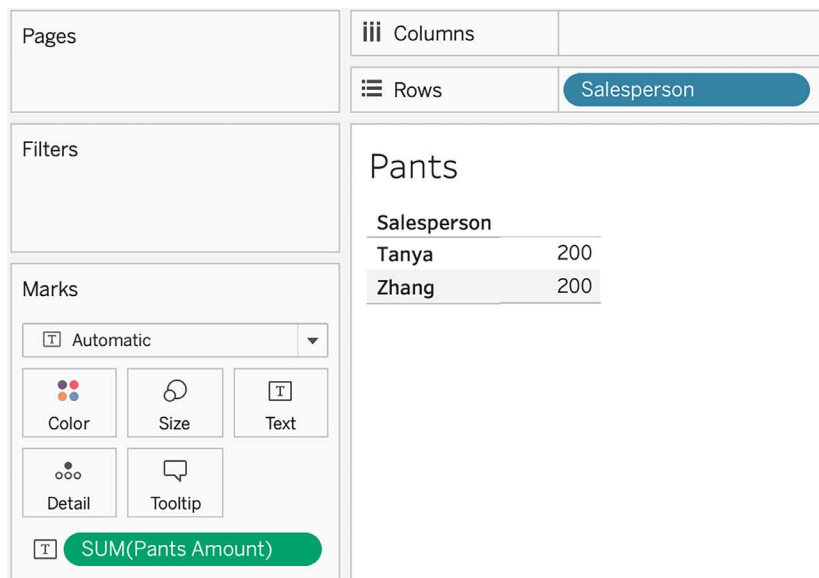 Pages
Columns
Rows Salesperson
Filters
Pants
Salesperson
Tanya 200
Zhang 200
Marks
T Automatic
Color Size T Text
Detail Tooltip
T SUM(Pants Amount)